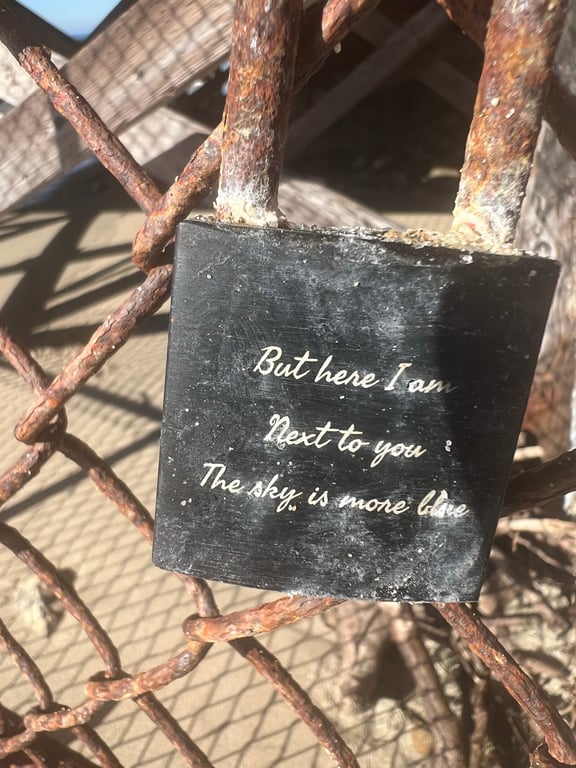 But here I am
Next to you
The sky is more blue